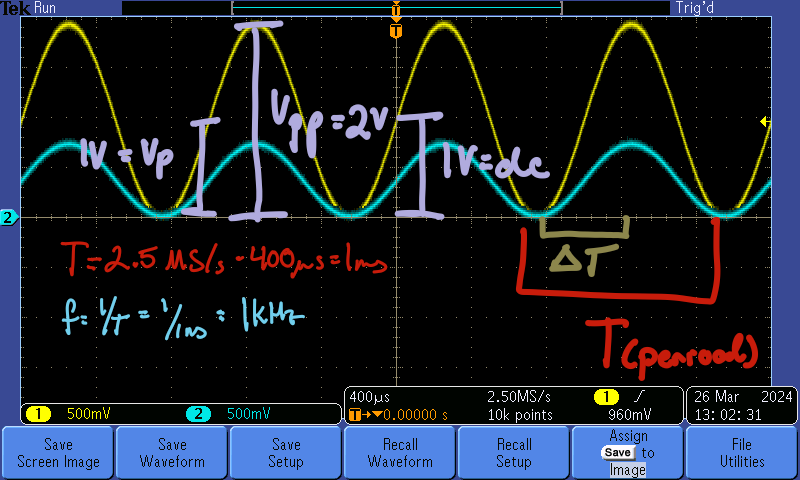 Tek Run Trig'd
T
T
2
1V = Vp
Vpp = 2V
1V = dc
ΔT
T = 2.5 MS/s · 400µs = 1ms
f = 1/T = 1/1ms = 1kHz
T (perood)
400µs 2.50MS/s 1 26 Mar 2024
1 500mV 2 500mV T→▼0.00000 s 10k points 960mV 13:02:31
Save Screen Image
Save Waveform
Save Setup
Recall Waveform
Recall Setup
Assign Save to Image
File Utilities